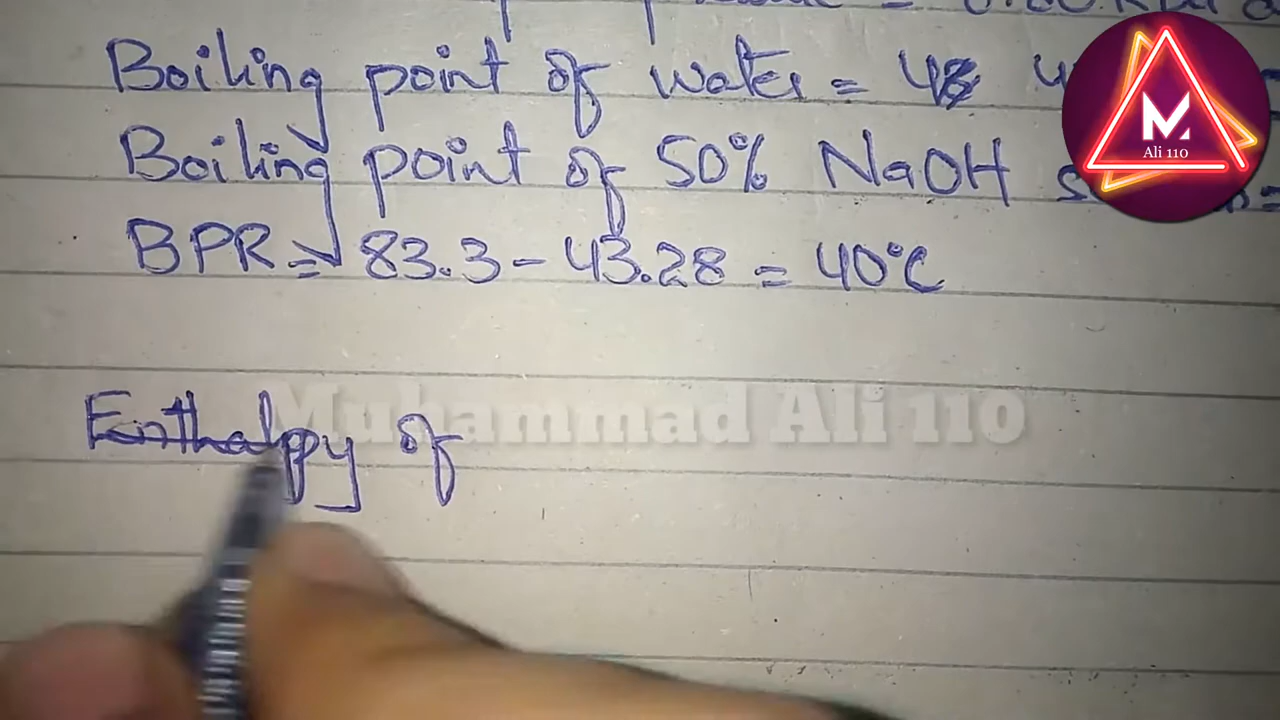 Boiling point of water = 4
Boiling point of 50% NaOH
BPR = 83.3 - 43.28 = 40°C
Enthalpy of
Muhammad Ali 110
M
Ali 110